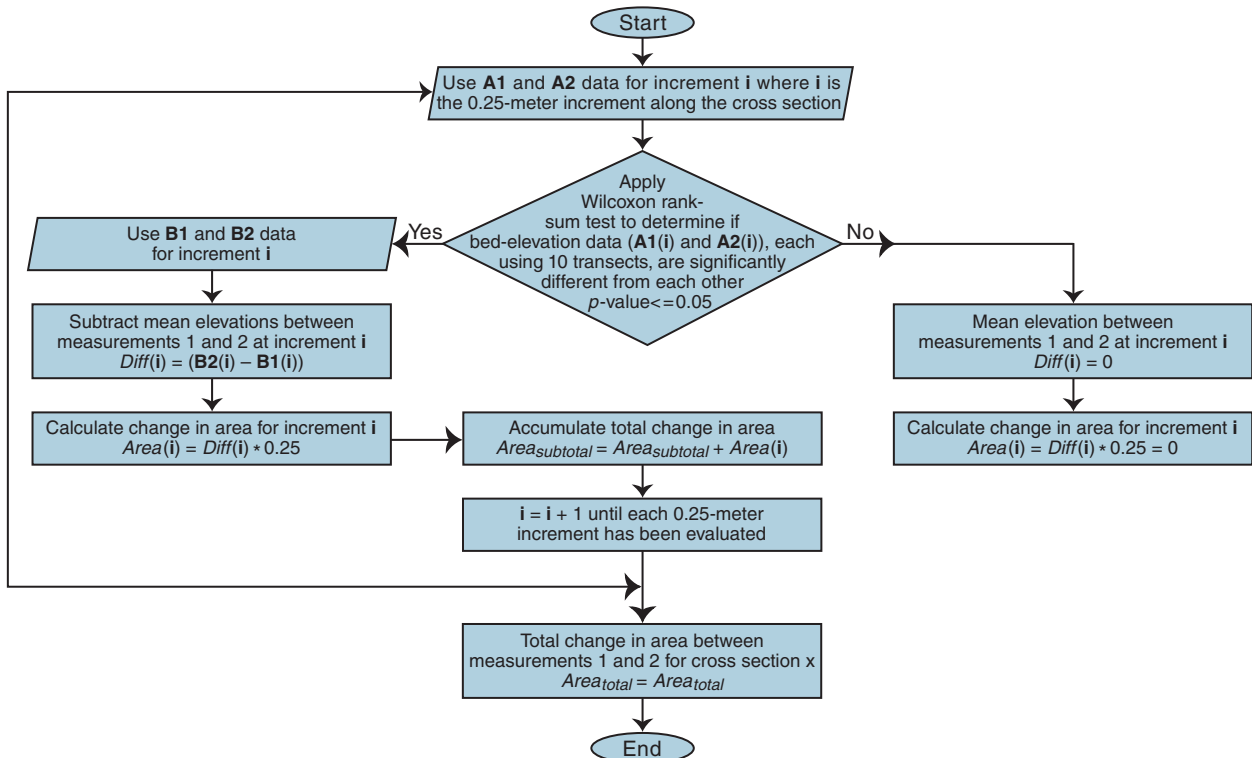 Start
Use A1 and A2 data for increment i where i is
the 0.25-meter increment along the cross section
Apply
Wilcoxon rank-
sum test to determine if
bed-elevation data (A1(i) and A2(i)), each
using 10 transects, are significantly
different from each other
p-value<=0.05
Yes
No
Use B1 and B2 data
for increment i
Subtract mean elevations between
measurements 1 and 2 at increment i
Diff(i) = (B2(i) – B1(i))
Mean elevation between
measurements 1 and 2 at increment i
Diff(i) = 0
Calculate change in area for increment i
Area(i) = Diff(i) * 0.25
Accumulate total change in area
Areasubtotal = Areasubtotal + Area(i)
Calculate change in area for increment i
Area(i) = Diff(i) * 0.25 = 0
i = i + 1 until each 0.25-meter
increment has been evaluated
Total change in area between
measurements 1 and 2 for cross section x
Areatotal = Areatotal
End